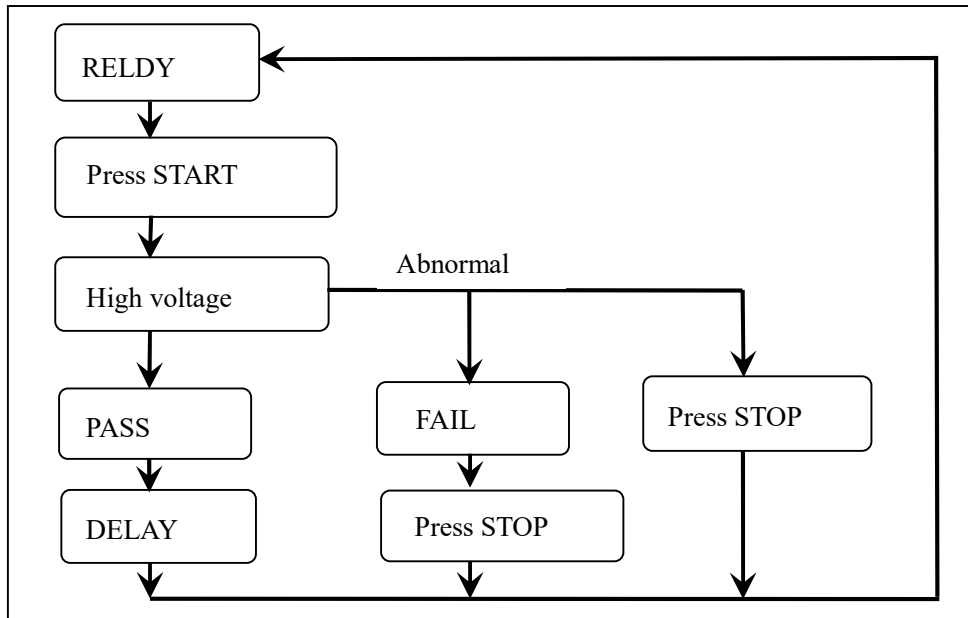 RELDY
Press START
Abnormal
High voltage
PASS
FAIL
Press STOP
DELAY
Press STOP